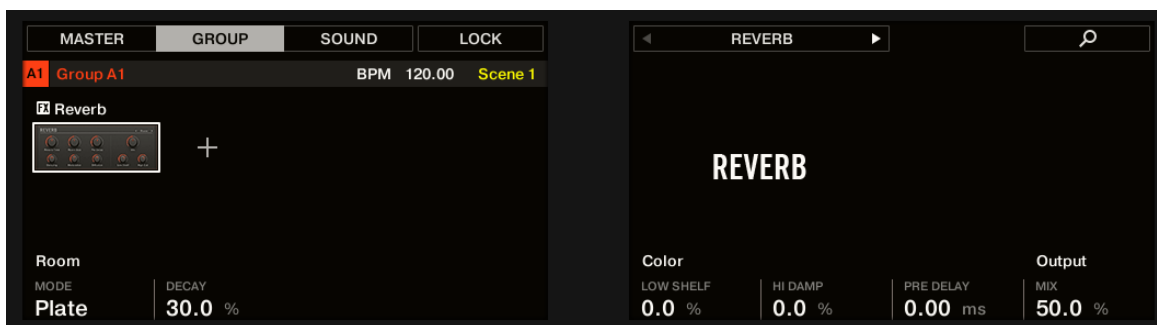 MASTER GROUP SOUND LOCK
A1 Group A1 BPM 120.00 Scene 1
FX Reverb
REVERB
Room
MODE DECAY
Plate 30.0 %
REVERB
REVERB
Color Output
LOW SHELF HI DAMP PRE DELAY MIX
0.0 % 0.0 % 0.00 ms 50.0 %